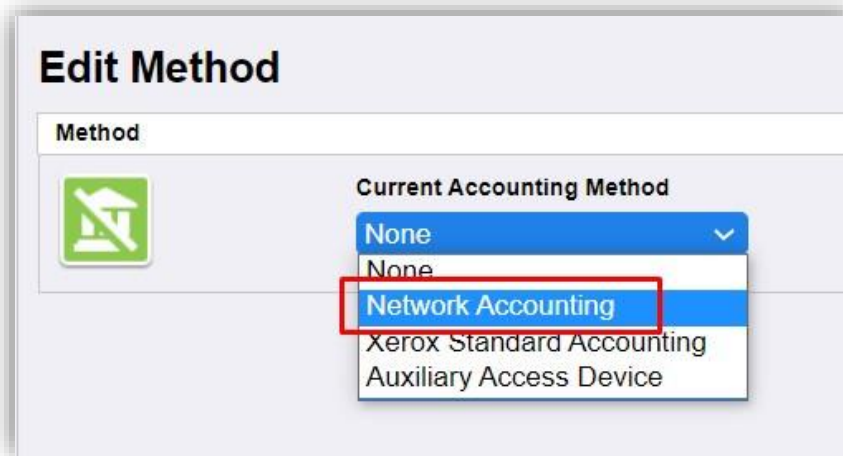 Edit Method
Method
Current Accounting Method
None
None
Network Accounting
Xerox Standard Accounting
Auxiliary Access Device